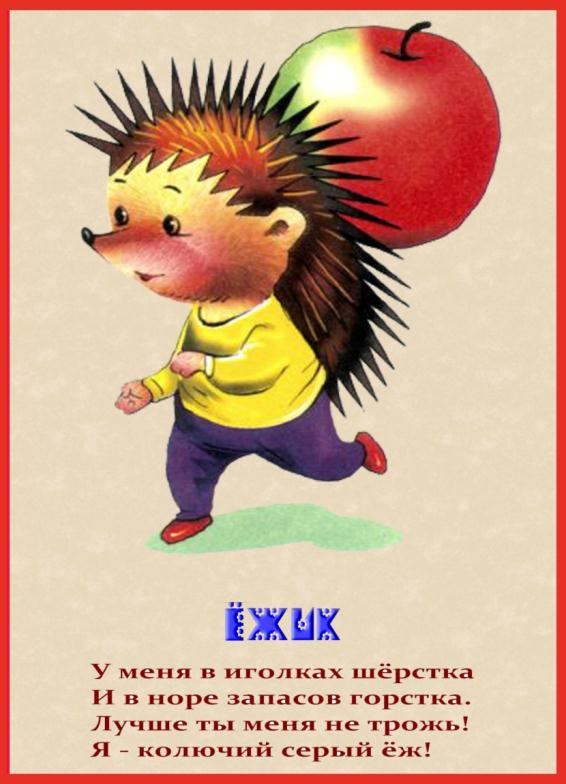 ЁЖИК
У меня в иголках шёрстка
И в норе запасов горстка.
Лучше ты меня не трожь!
Я - колючий серый ёж!